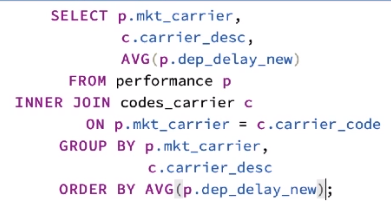 SELECT p.mkt_carrier,
c.carrier_desc,
AVG(p.dep_delay_new)
FROM performance p
INNER JOIN codes_carrier c
ON p.mkt_carrier = c.carrier_code
GROUP BY p.mkt_carrier,
c.carrier_desc
ORDER BY AVG(p.dep_delay_new);